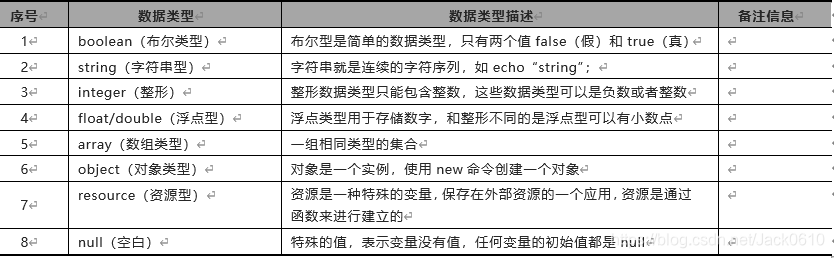 序号 数据类型 数据类型描述 备注信息
1 boolean（布尔类型） 布尔型是简单的数据类型，只有两个值 false（假）和 true（真）
2 string（字符串型） 字符串就是连续的字符序列，如 echo“string”；
3 integer（整形） 整形数据类型只能包含整数，这些数据类型可以是负数或者整数
4 float/double（浮点型） 浮点类型用于存储数字，和整形不同的是浮点型可以有小数点
5 array（数组类型） 一组相同类型的集合
6 object（对象类型） 对象是一个实例，使用 new 命令创建一个对象
7 resource（资源型） 资源是一种特殊的变量，保存在外部资源的一个应用，资源是通过
函数来进行建立的
8 null（空白） 特殊的值，表示变量没有值，任何变量的初始值都是 null
https://blog.csdn.net/Jack0610